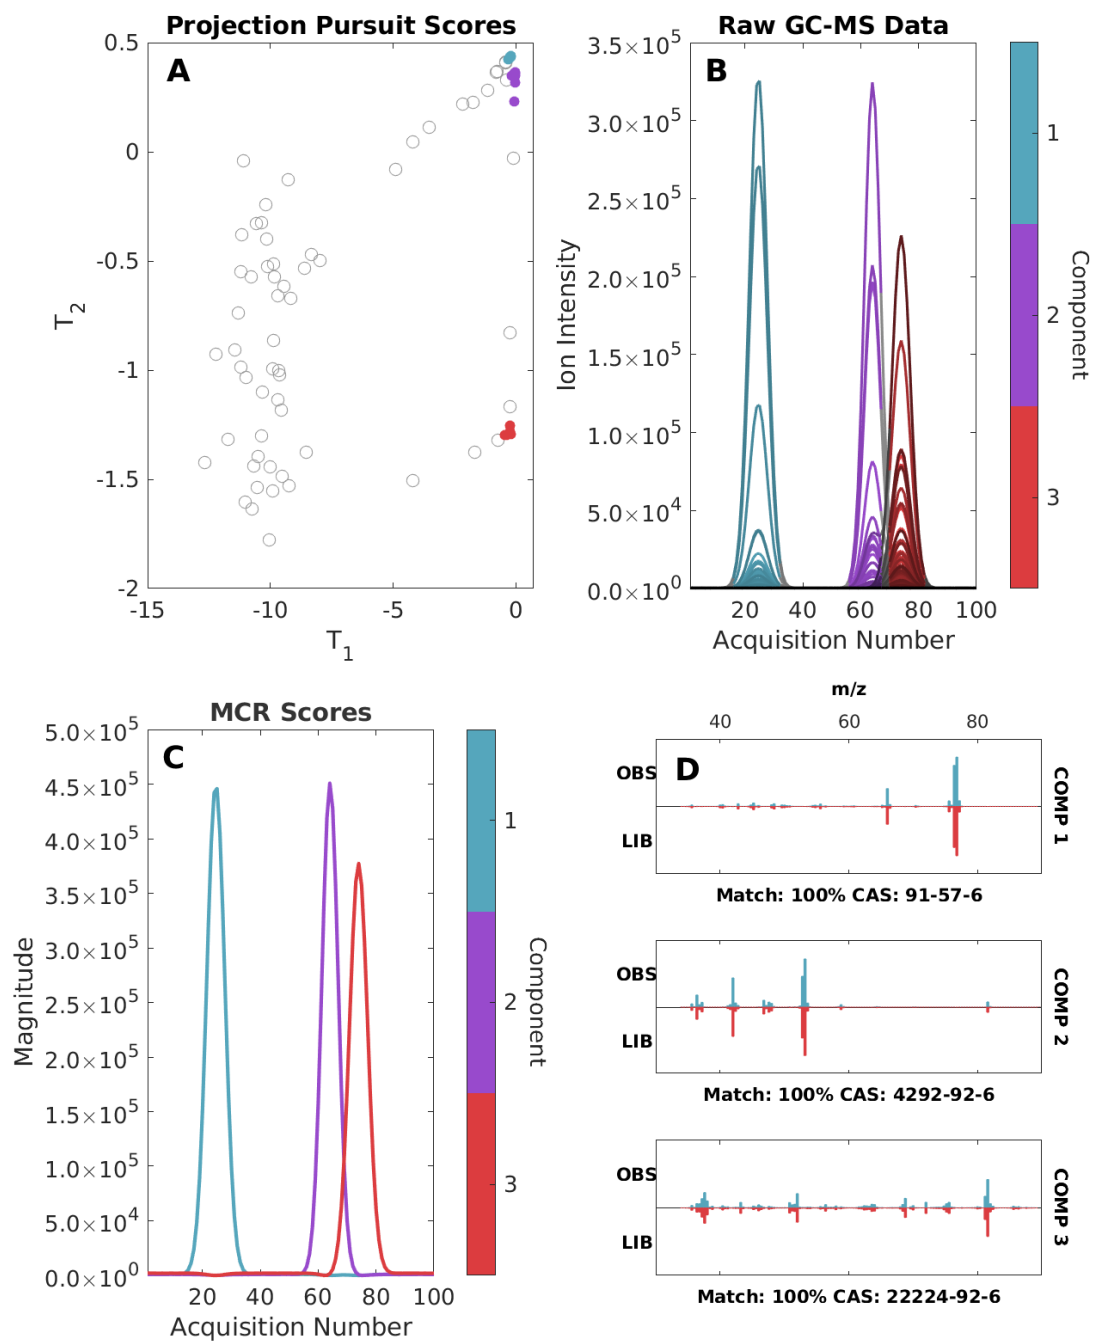 Projection Pursuit Scores
A
0.5
0
-0.5
-1
-1.5
-2
T2
-15
-10
-5
0
T1
Raw GC-MS Data
B
3.5×10^5
3.0×10^5
2.5×10^5
2.0×10^5
1.5×10^5
1.0×10^5
5.0×10^4
0.0×10^0
Ion Intensity
20
40
60
80
100
Acquisition Number
1
2
3
Component
MCR Scores
C
5.0×10^5
4.5×10^5
4.0×10^5
3.5×10^5
3.0×10^5
2.5×10^5
2.0×10^5
1.5×10^5
1.0×10^5
5.0×10^4
0.0×10^0
Magnitude
20
40
60
80
100
Acquisition Number
1
2
3
Component
m/z
40
60
80
D
OBS
LIB
COMP 1
Match: 100% CAS: 91-57-6
OBS
LIB
COMP 2
Match: 100% CAS: 4292-92-6
OBS
LIB
COMP 3
Match: 100% CAS: 22224-92-6